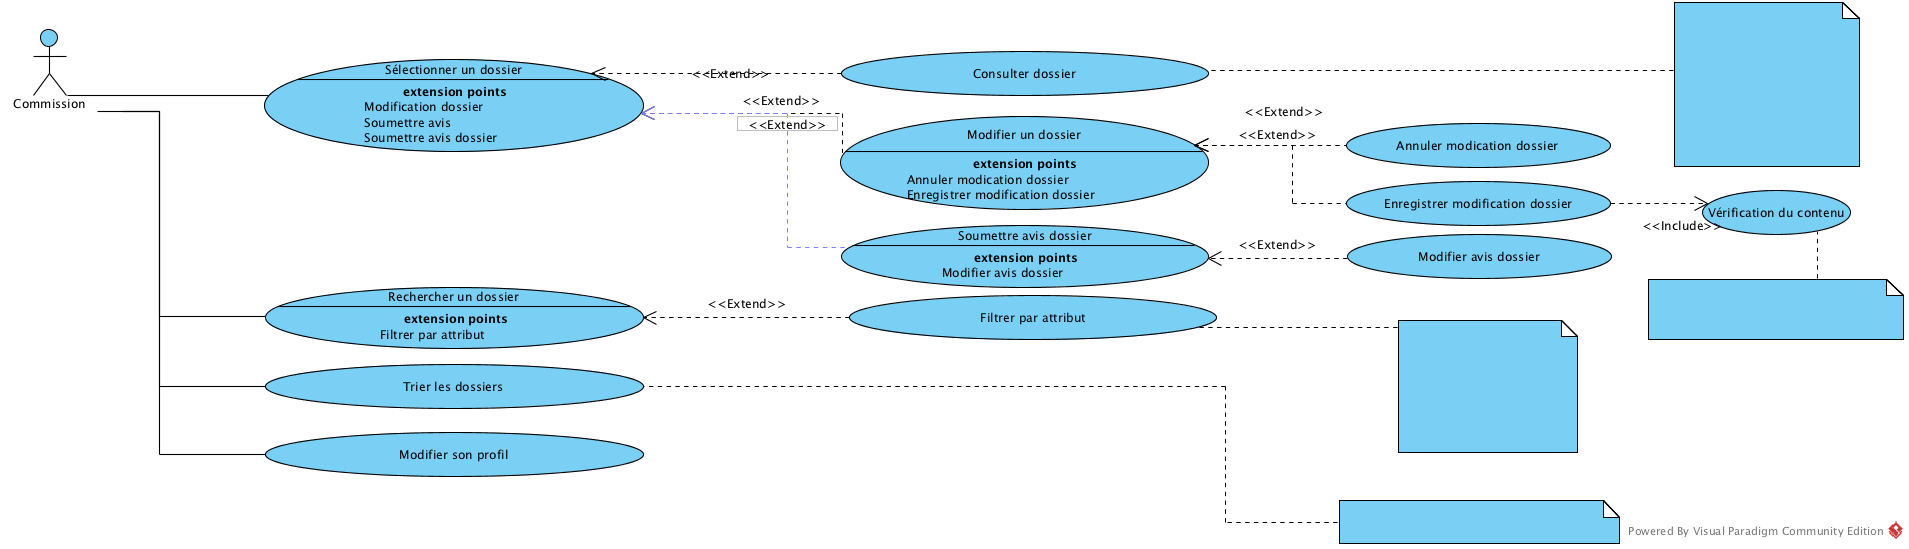 Commission
Sélectionner un dossier
extension points
Modification dossier
Soumettre avis
Soumettre avis dossier
<<Extend>>
Consulter dossier
<<Extend>>
<<Extend>>
Modifier un dossier
extension points
Annuler modication dossier
Enregistrer modification dossier
<<Extend>>
<<Extend>>
Annuler modication dossier
Enregistrer modification dossier
Vérification du contenu
<<Include>>
Soumettre avis dossier
extension points
Modifier avis dossier
<<Extend>>
Modifier avis dossier
Rechercher un dossier
extension points
Filtrer par attribut
<<Extend>>
Filtrer par attribut
Trier les dossiers
Modifier son profil
Powered By Visual Paradigm Community Edition